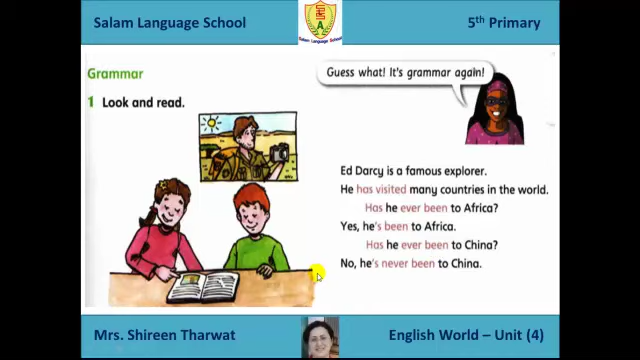 Salam Language School
5th Primary
Salam Language School
Grammar
Guess what! It's grammar again!
1 Look and read.
Ed Darcy is a famous explorer.
He has visited many countries in the world.
Has he ever been to Africa?
Yes, he's been to Africa.
Has he ever been to China?
No, he's never been to China.
Mrs. Shireen Tharwat
English World – Unit (4)